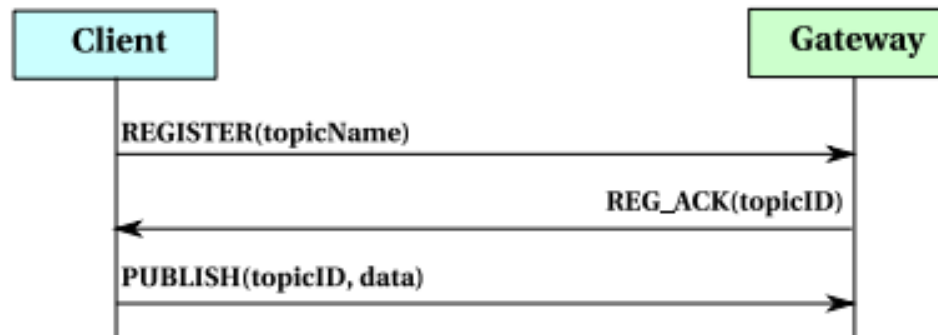 Client
Gateway
REGISTER(topicName)
REG_ACK(topicID)
PUBLISH(topicID, data)